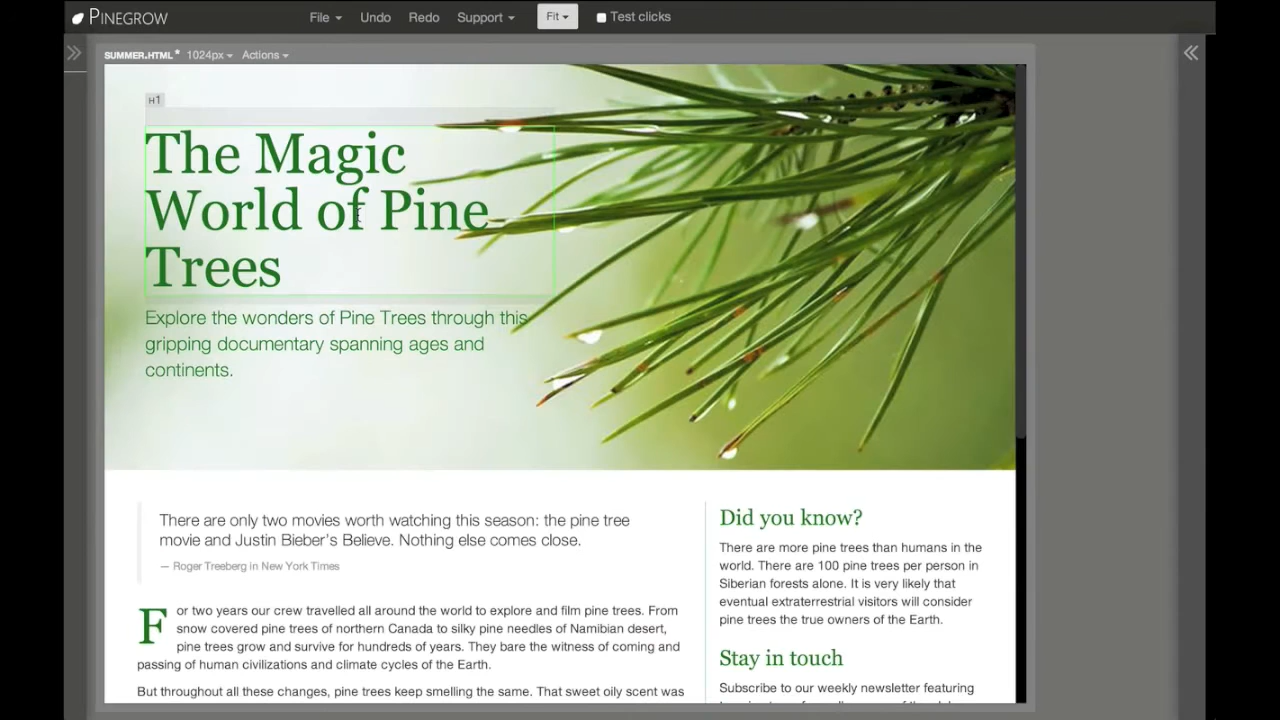 PINEGROW File Undo Redo Support Fit Test clicks
SUMMER.HTML* 1024px Actions
H1
The Magic
World of Pine
Trees
Explore the wonders of Pine Trees through this
gripping documentary spanning ages and
continents.
There are only two movies worth watching this season: the pine tree
movie and Justin Bieber's Believe. Nothing else comes close.
— Roger Treeberg in New York Times
For two years our crew travelled all around the world to explore and film pine trees. From
snow covered pine trees of northern Canada to silky pine needles of Namibian desert,
pine trees grow and survive for hundreds of years. They bare the witness of coming and
passing of human civilizations and climate cycles of the Earth.
But throughout all these changes, pine trees keep smelling the same. That sweet oily scent was
Did you know?
There are more pine trees than humans in the
world. There are 100 pine trees per person in
Siberian forests alone. It is very likely that
eventual extraterrestrial visitors will consider
pine trees the true owners of the Earth.
Stay in touch
Subscribe to our weekly newsletter featuring